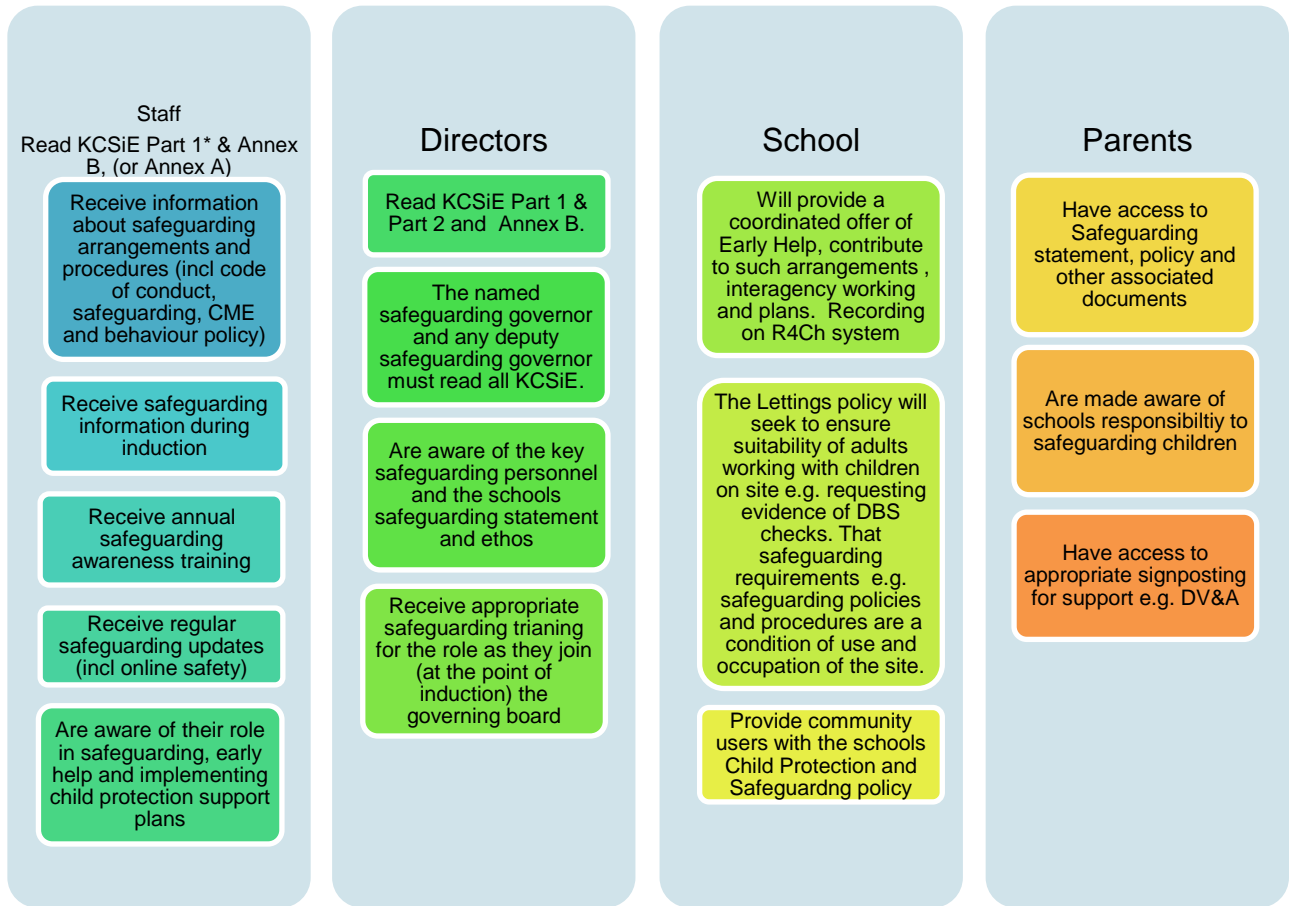 Staff
Read KCSiE Part 1* & Annex
B, (or Annex A)
Receive information
about safeguarding
arrangements and
procedures (incl code
of conduct,
safeguarding, CME
and behaviour policy)
Receive safeguarding
information during
induction
Receive annual
safeguarding
awareness training
Receive regular
safeguarding updates
(incl online safety)
Are aware of their role
in safeguarding, early
help and implementing
child protection support
plans
Directors
Read KCSiE Part 1 &
Part 2 and Annex B.
The named
safeguarding governor
and any deputy
safeguarding governor
must read all KCSiE.
Are aware of the key
safeguarding personnel
and the schools
safeguarding statement
and ethos
Receive appropriate
safeguarding trianing
for the role as they join
(at the point of
induction) the
governing board
School
Will provide a
coordinated offer of
Early Help, contribute
to such arrangements ,
interagency working
and plans. Recording
on R4Ch system
The Lettings policy will
seek to ensure
suitability of adults
working with children
on site e.g. requesting
evidence of DBS
checks. That
safeguarding
requirements e.g.
safeguarding policies
and procedures are a
condition of use and
occupation of the site.
Provide community
users with the schools
Child Protection and
Safeguardng policy
Parents
Have access to
Safeguarding
statement, policy and
other associated
documents
Are made aware of
schools responsibiltiy to
safeguarding children
Have access to
appropriate signposting
for support e.g. DV&A